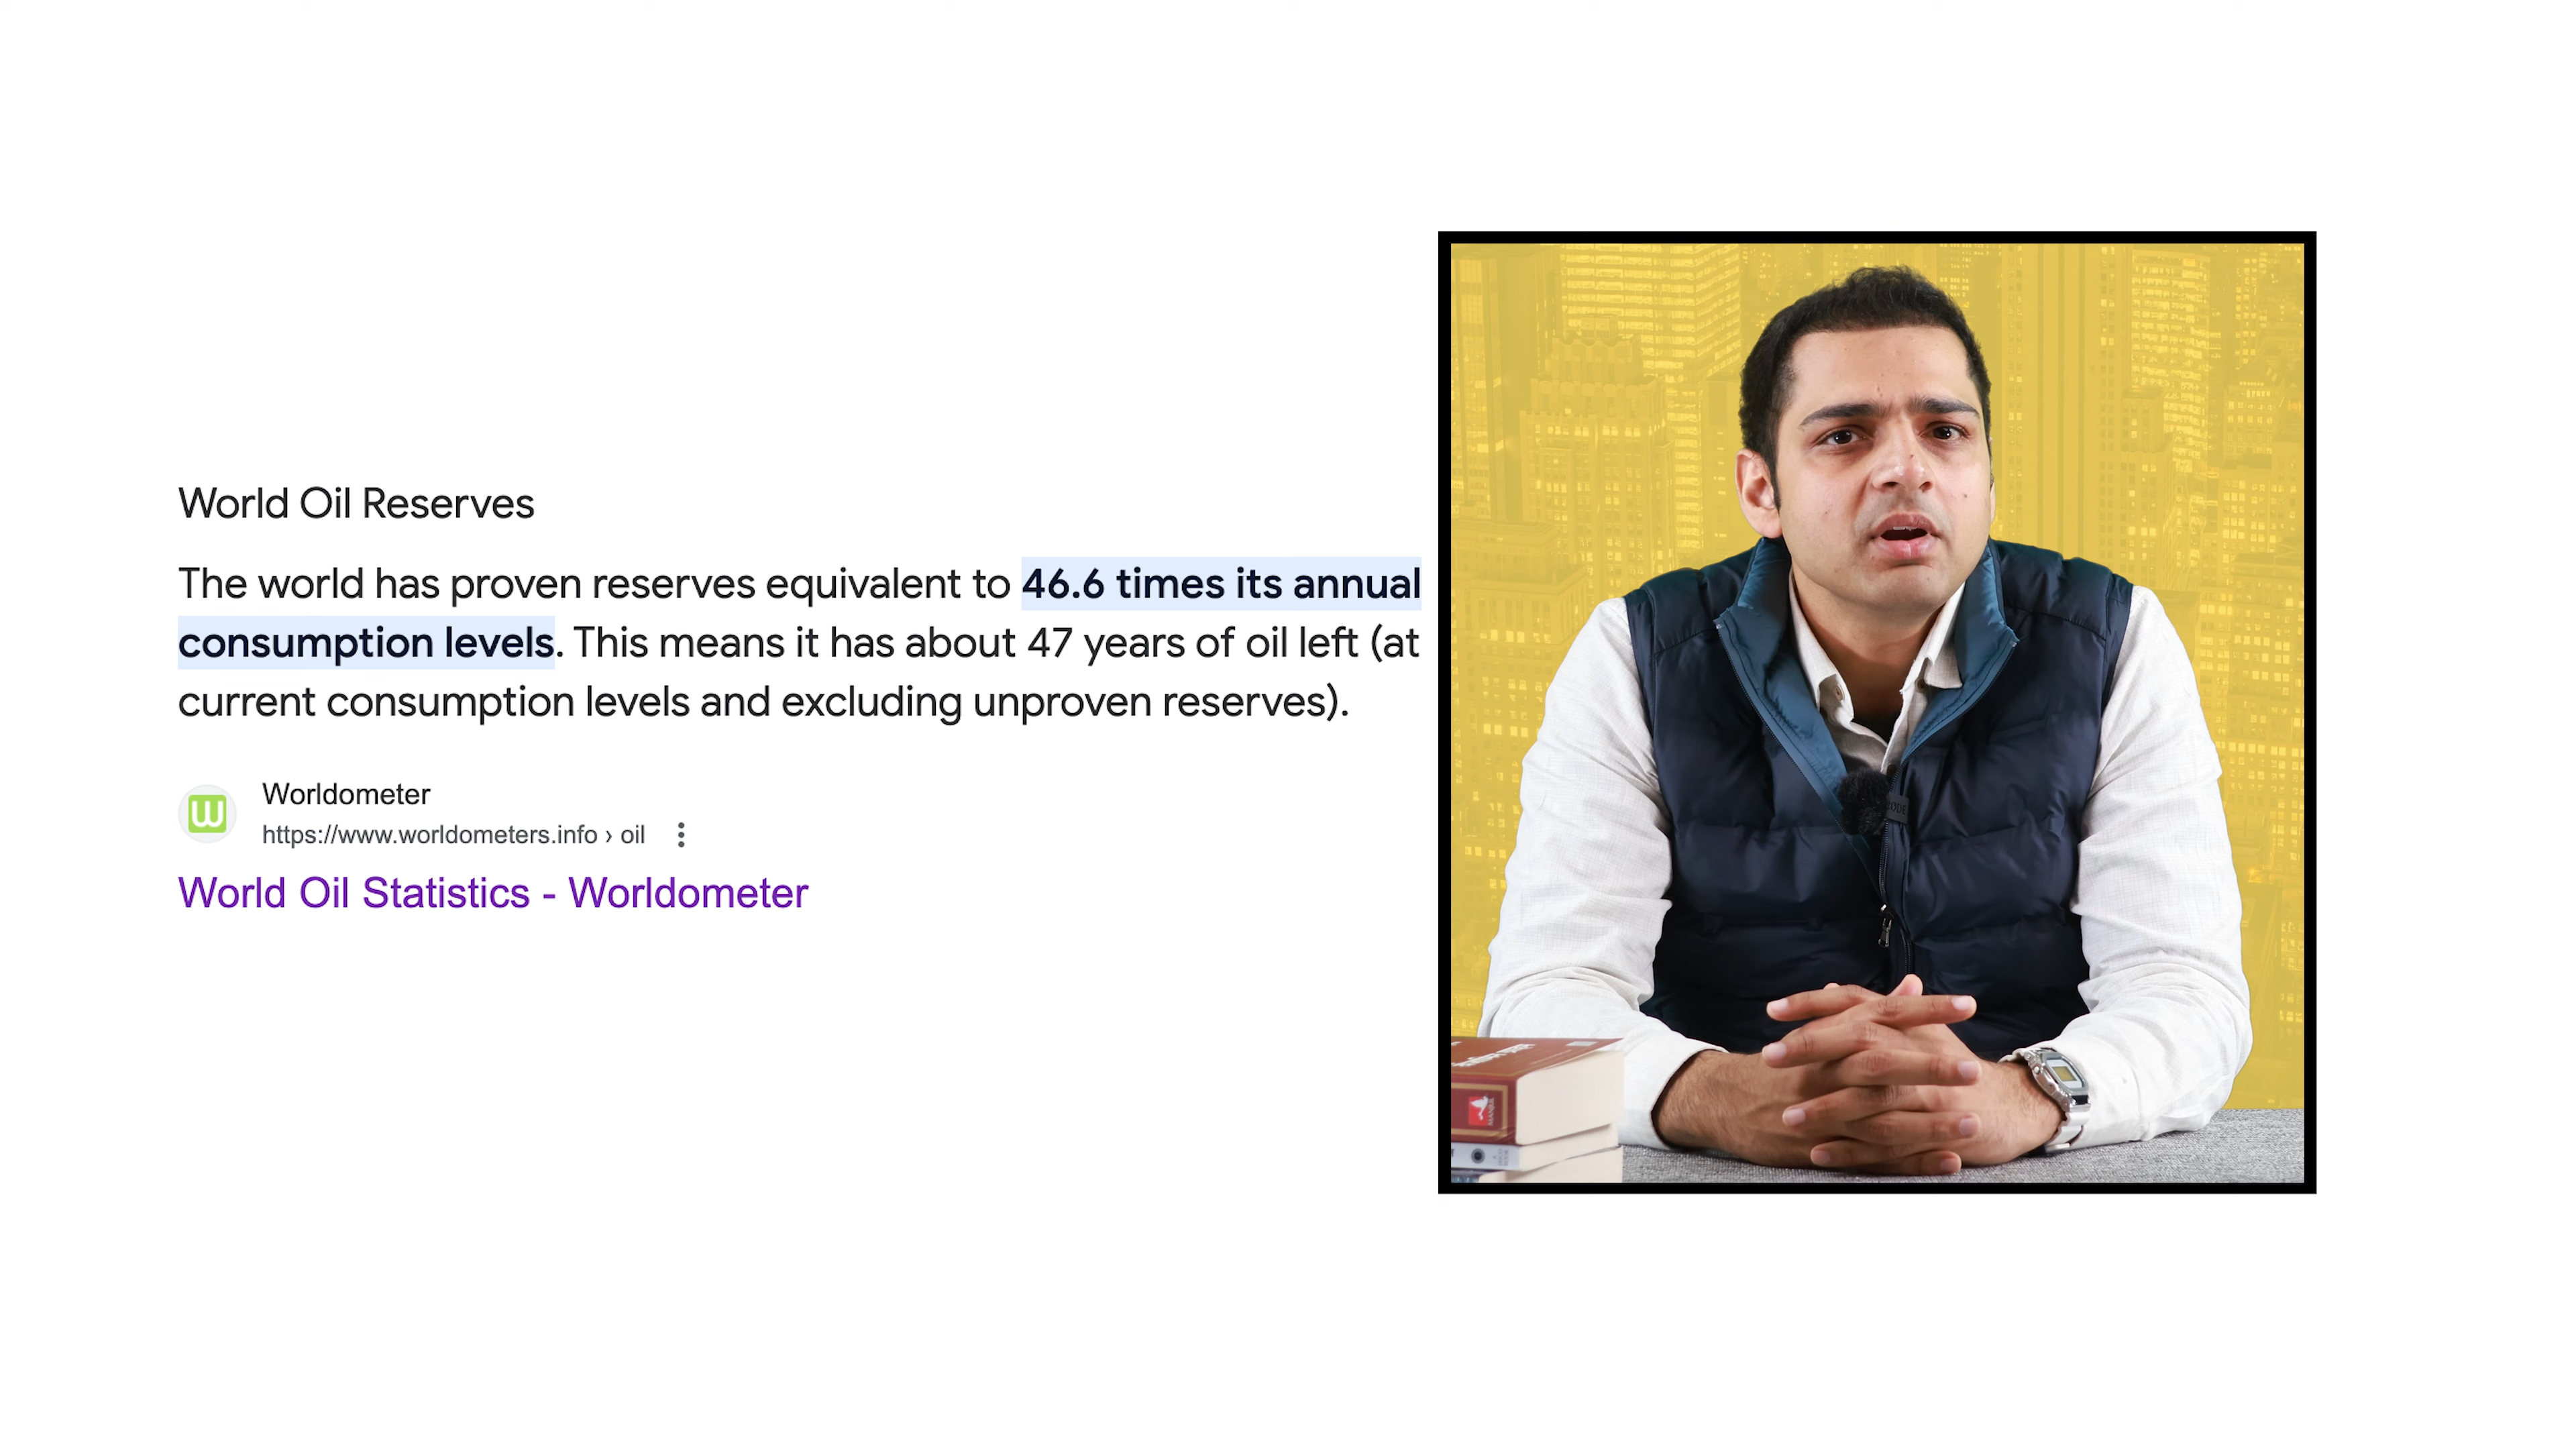 World Oil Reserves
The world has proven reserves equivalent to 46.6 times its annual
consumption levels. This means it has about 47 years of oil left (at
current consumption levels and excluding unproven reserves).
Worldometer
https://www.worldometers.info › oil
World Oil Statistics - Worldometer